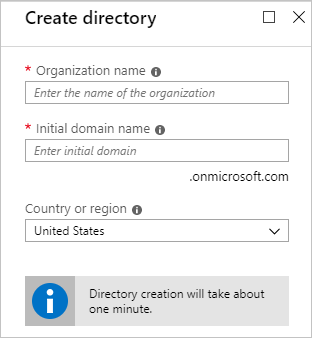 Create directory
* Organization name
Enter the name of the organization
* Initial domain name
Enter initial domain
.onmicrosoft.com
Country or region
United States
Directory creation will take about
one minute.